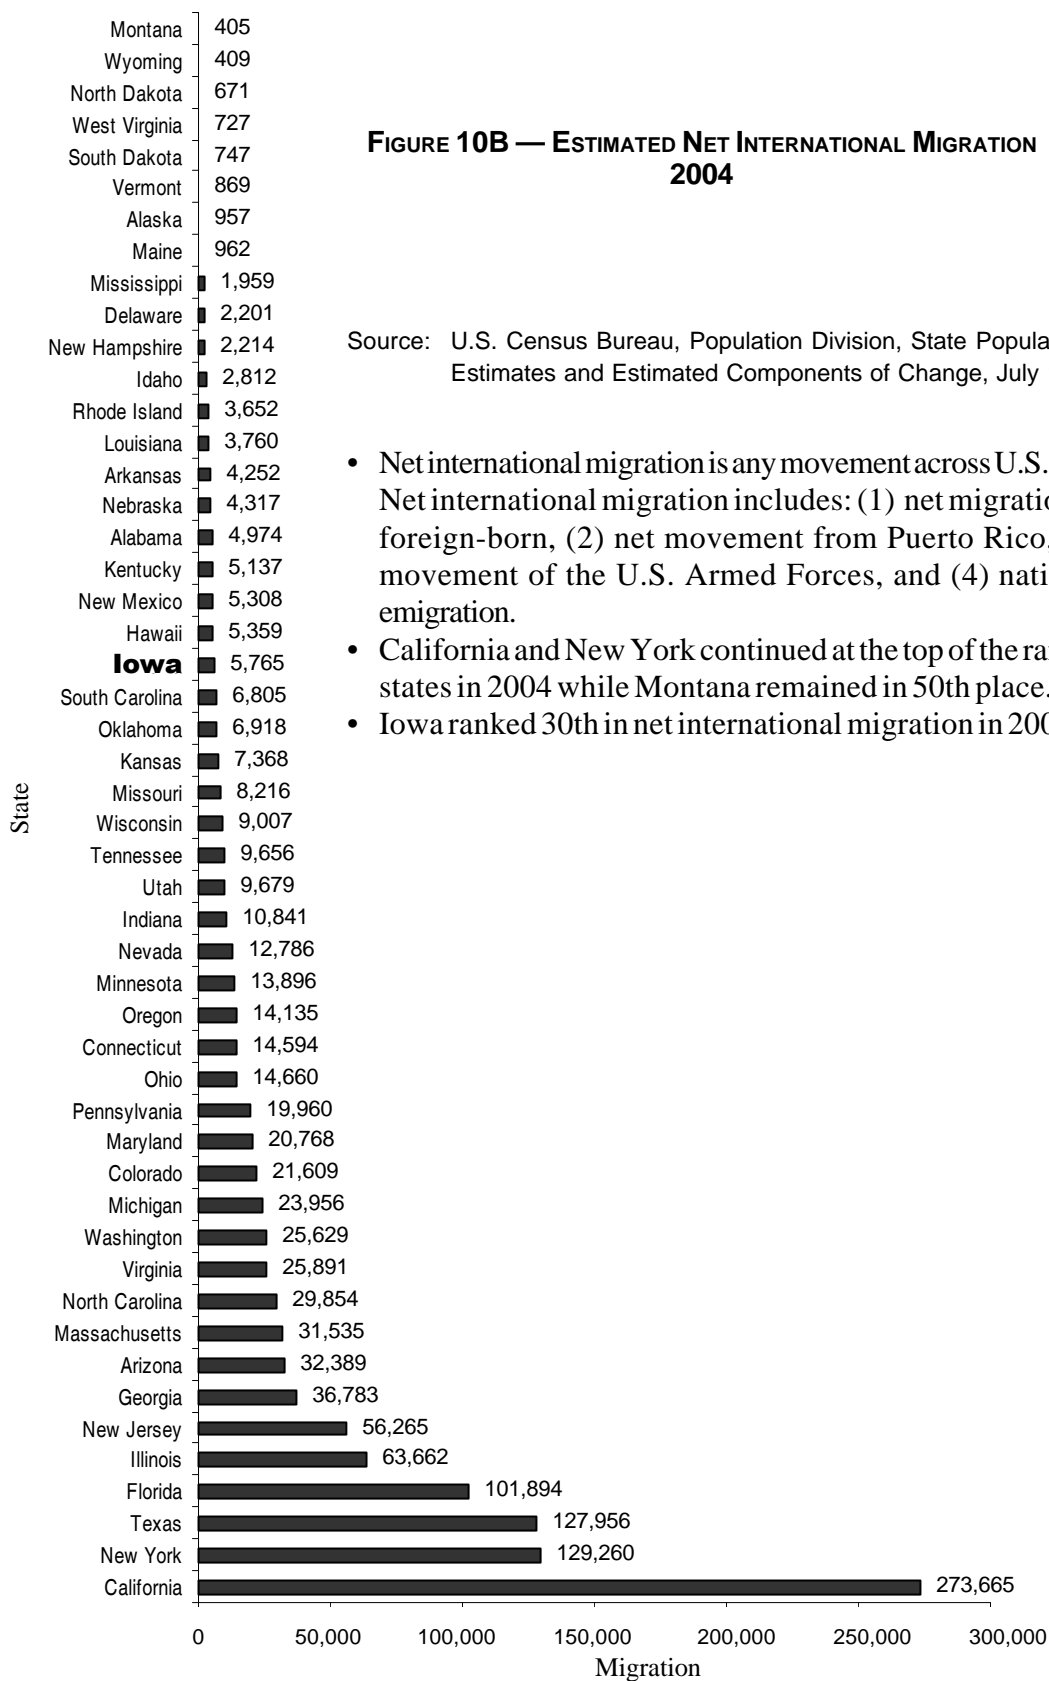 Montana 405
Wyoming 409
North Dakota 671
West Virginia 727
South Dakota 747
Vermont 869
Alaska 957
Maine 962
Mississippi 1,959
Delaware 2,201
New Hampshire 2,214
Idaho 2,812
Rhode Island 3,652
Louisiana 3,760
Arkansas 4,252
Nebraska 4,317
Alabama 4,974
Kentucky 5,137
New Mexico 5,308
Hawaii 5,359
Iowa 5,765
South Carolina 6,805
Oklahoma 6,918
Kansas 7,368
Missouri 8,216
Wisconsin 9,007
Tennessee 9,656
Utah 9,679
Indiana 10,841
Nevada 12,786
Minnesota 13,896
Oregon 14,135
Connecticut 14,594
Ohio 14,660
Pennsylvania 19,960
Maryland 20,768
Colorado 21,609
Michigan 23,956
Washington 25,629
Virginia 25,891
North Carolina 29,854
Massachusetts 31,535
Arizona 32,389
Georgia 36,783
New Jersey 56,265
Illinois 63,662
Florida 101,894
Texas 127,956
New York 129,260
California 273,665
0 50,000 100,000 150,000 200,000 250,000 300,000
Migration
State
FIGURE 10B — ESTIMATED NET INTERNATIONAL MIGRATION
2004
Source: U.S. Census Bureau, Population Division, State Popula
Estimates and Estimated Components of Change, July
• Net international migration is any movement across U.S.
Net international migration includes: (1) net migratio
foreign-born, (2) net movement from Puerto Rico,
movement of the U.S. Armed Forces, and (4) nati
emigration.
• California and New York continued at the top of the ra
states in 2004 while Montana remained in 50th place.
• Iowa ranked 30th in net international migration in 200